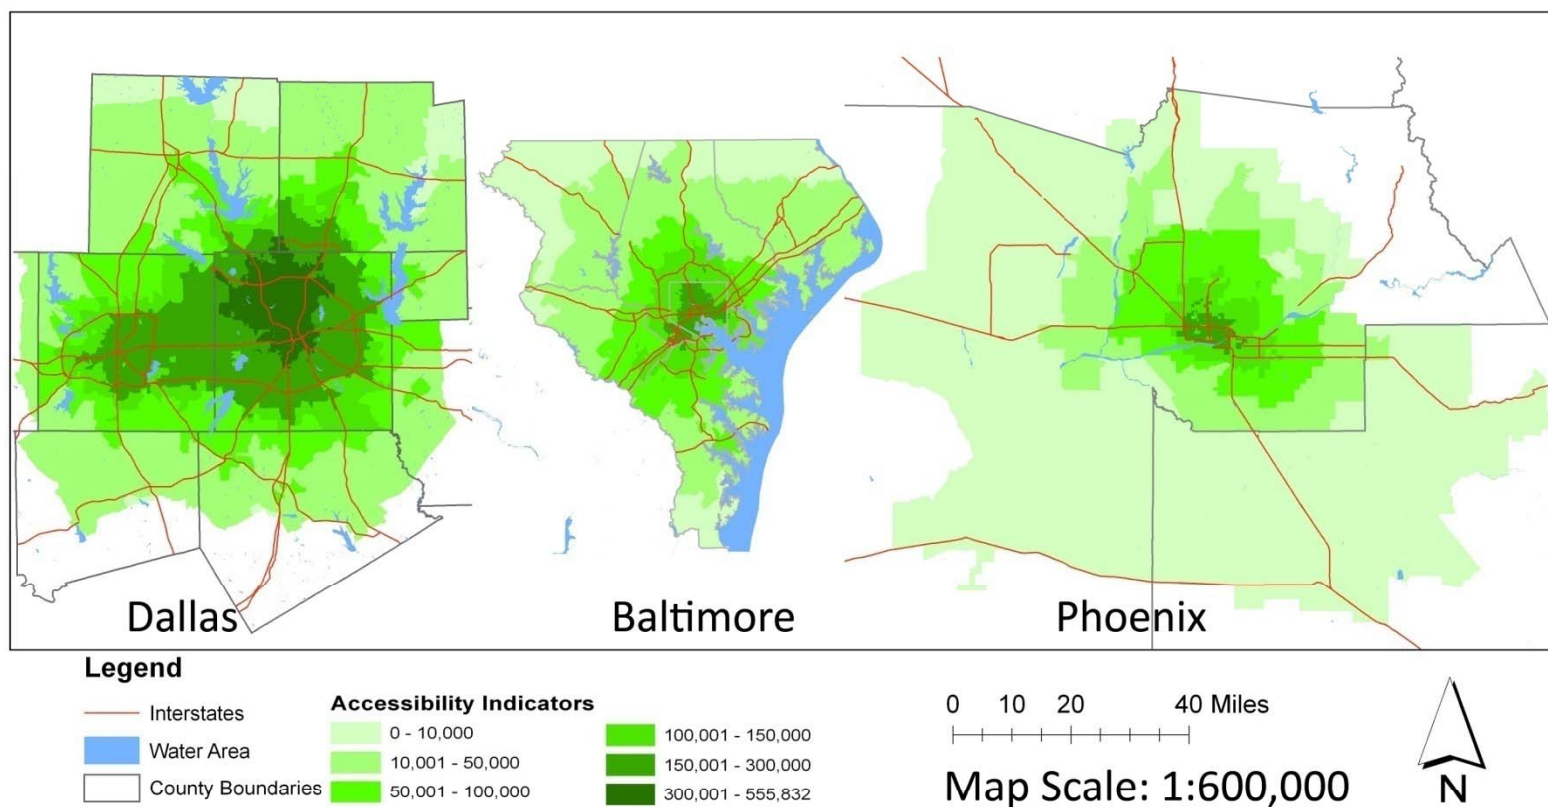 Dallas
Baltimore
Phoenix
Legend
Interstates
Water Area
County Boundaries
Accessibility Indicators
0 - 10,000
10,001 - 50,000
50,001 - 100,000
100,001 - 150,000
150,001 - 300,000
300,001 - 555,832
0 10 20 40 Miles
Map Scale: 1:600,000
N